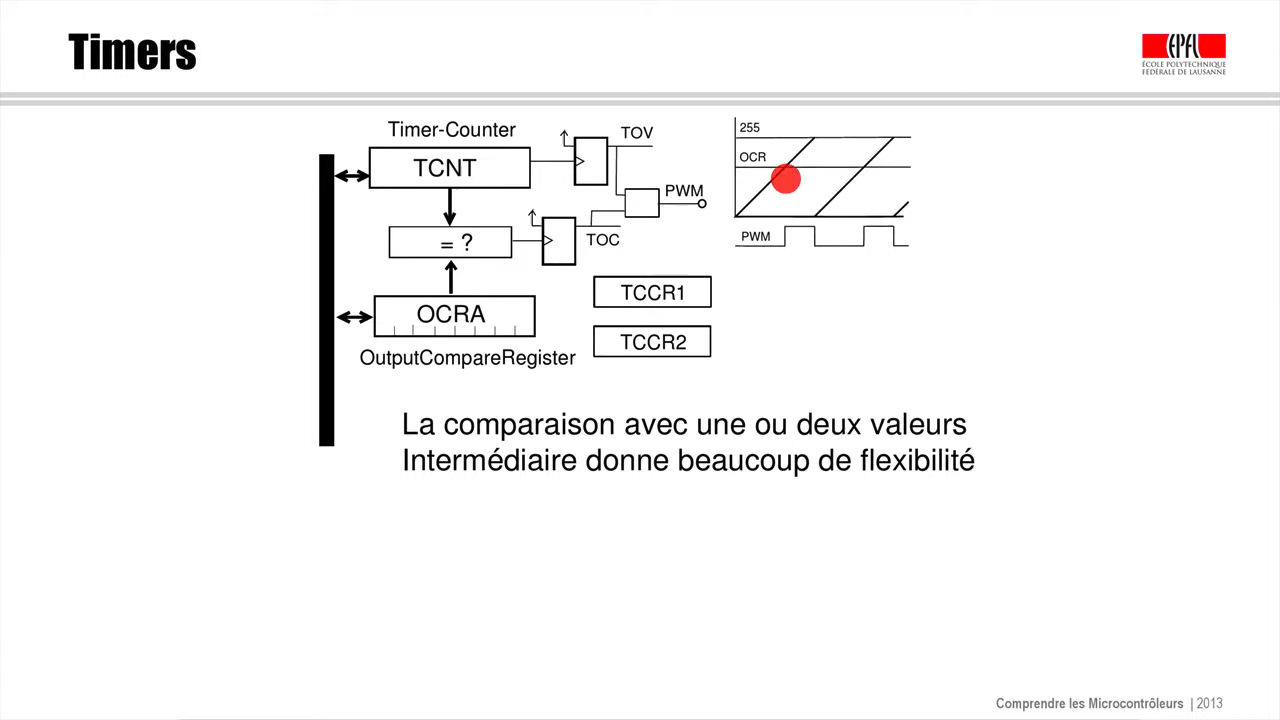 Timers
EPFL
ÉCOLE POLYTECHNIQUE
FÉDÉRALE DE LAUSANNE
Timer-Counter
TCNT
TOV
PWM
= ?
TOC
OCRA
OutputCompareRegister
TCCR1
TCCR2
255
OCR
PWM
La comparaison avec une ou deux valeurs
Intermédiaire donne beaucoup de flexibilité
Comprendre les Microcontrôleurs | 2013